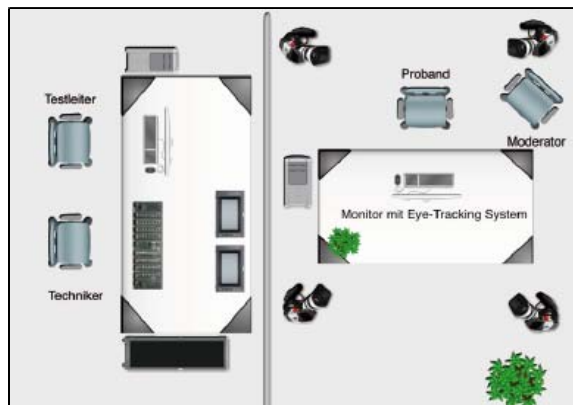 Testleiter
Techniker
Proband
Moderator
Monitor mit Eye-Tracking System